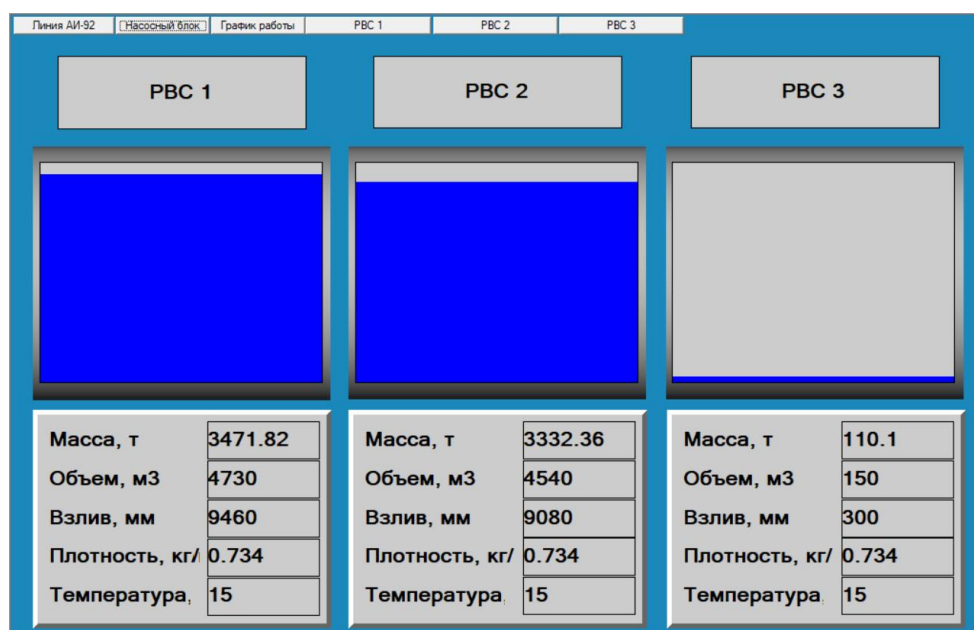 Линия АИ-92 Насосный блок График работы РВС 1 РВС 2 РВС 3
РВС 1 РВС 2 РВС 3
Масса, т 3471.82 Масса, т 3332.36 Масса, т 110.1
Объем, м3 4730 Объем, м3 4540 Объем, м3 150
Взлив, мм 9460 Взлив, мм 9080 Взлив, мм 300
Плотность, кг/ 0.734 Плотность, кг/ 0.734 Плотность, кг/ 0.734
Температура, 15 Температура, 15 Температура, 15